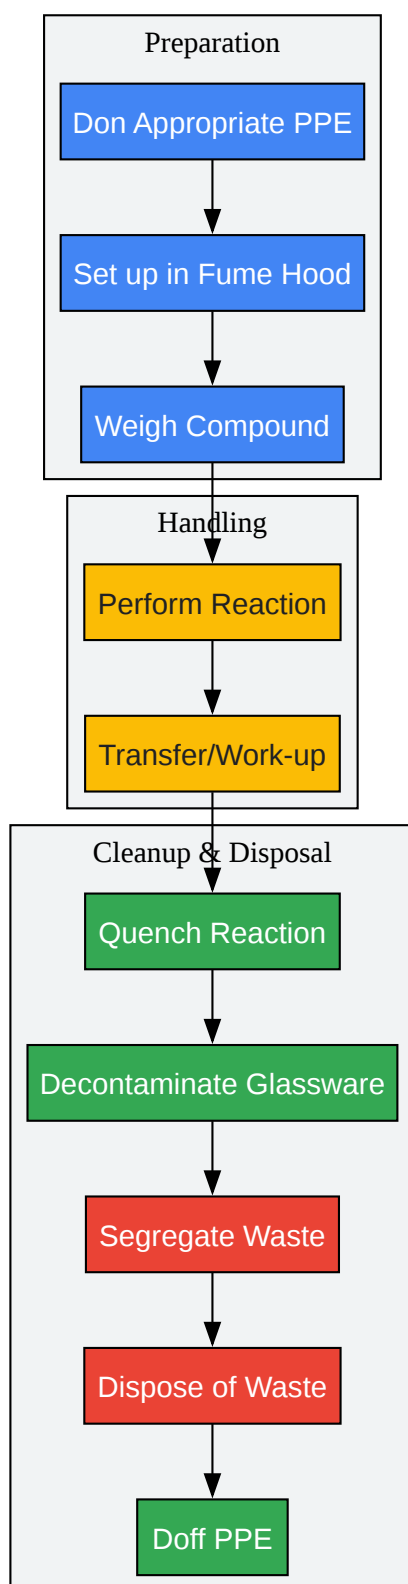 Preparation
Don Appropriate PPE
Set up in Fume Hood
Weigh Compound
Handling
Perform Reaction
Transfer/Work-up
Cleanup & Disposal
Quench Reaction
Decontaminate Glassware
Segregate Waste
Dispose of Waste
Doff PPE